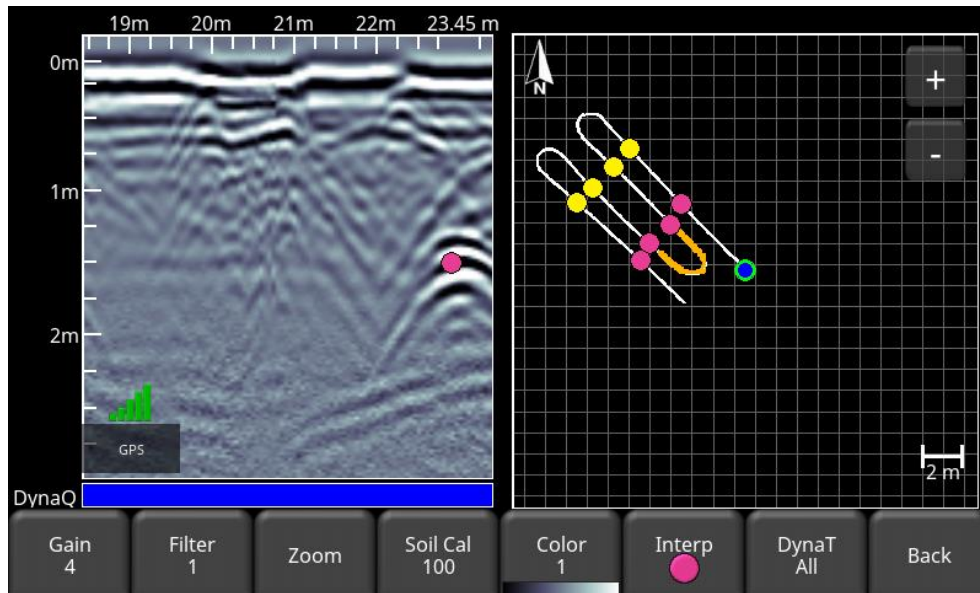 19m 20m 21m 22m 23.45 m
0m
1m
2m
GPS
DynaQ
N
+
-
2 m
Gain
4
Filter
1
Zoom
Soil Cal
100
Color
1
Interp
DynaT
All
Back